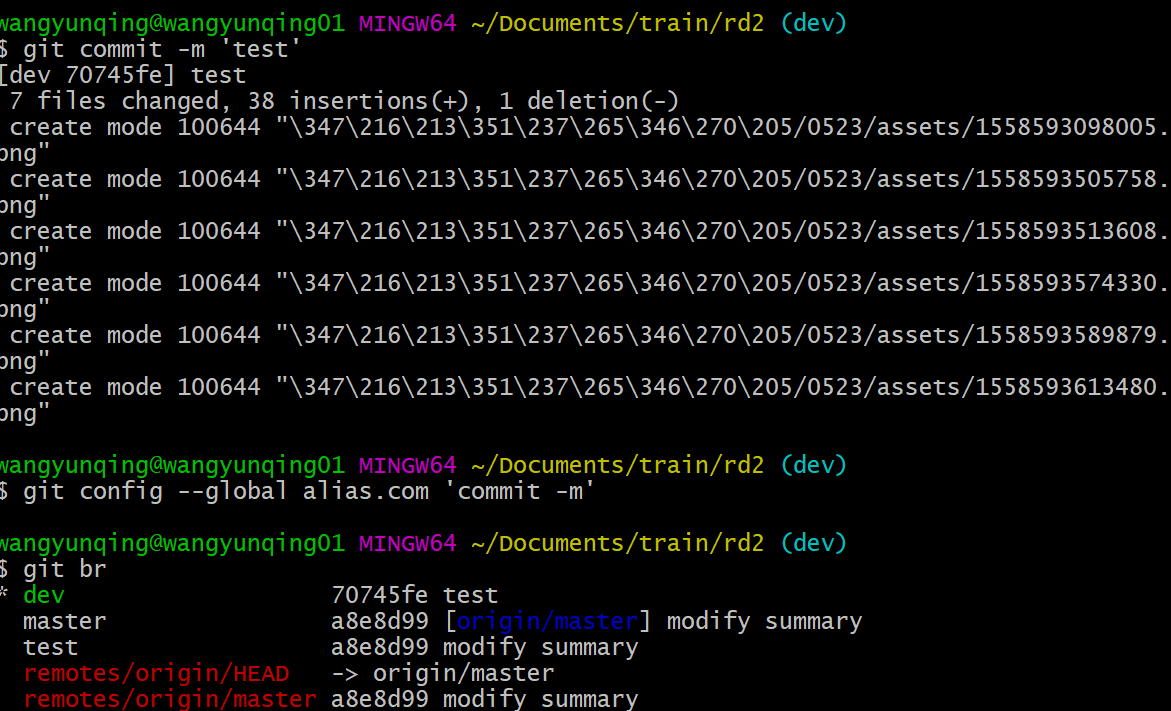 wangyunqing@wangyunqing01 MINGW64 ~/Documents/train/rd2 (dev)
$ git commit -m 'test'
[dev 70745fe] test
7 files changed, 38 insertions(+), 1 deletion(-)
create mode 100644 "\347\216\213\351\237\265\346\270\205/0523/assets/1558593098005.
png"
create mode 100644 "\347\216\213\351\237\265\346\270\205/0523/assets/1558593505758.
png"
create mode 100644 "\347\216\213\351\237\265\346\270\205/0523/assets/1558593513608.
png"
create mode 100644 "\347\216\213\351\237\265\346\270\205/0523/assets/1558593574330.
png"
create mode 100644 "\347\216\213\351\237\265\346\270\205/0523/assets/1558593589879.
png"
create mode 100644 "\347\216\213\351\237\265\346\270\205/0523/assets/1558593613480.
png"
wangyunqing@wangyunqing01 MINGW64 ~/Documents/train/rd2 (dev)
$ git config --global alias.com 'commit -m'
wangyunqing@wangyunqing01 MINGW64 ~/Documents/train/rd2 (dev)
$ git br
* dev 70745fe test
master a8e8d99 [origin/master] modify summary
test a8e8d99 modify summary
remotes/origin/HEAD -> origin/master
remotes/origin/master a8e8d99 modify summary